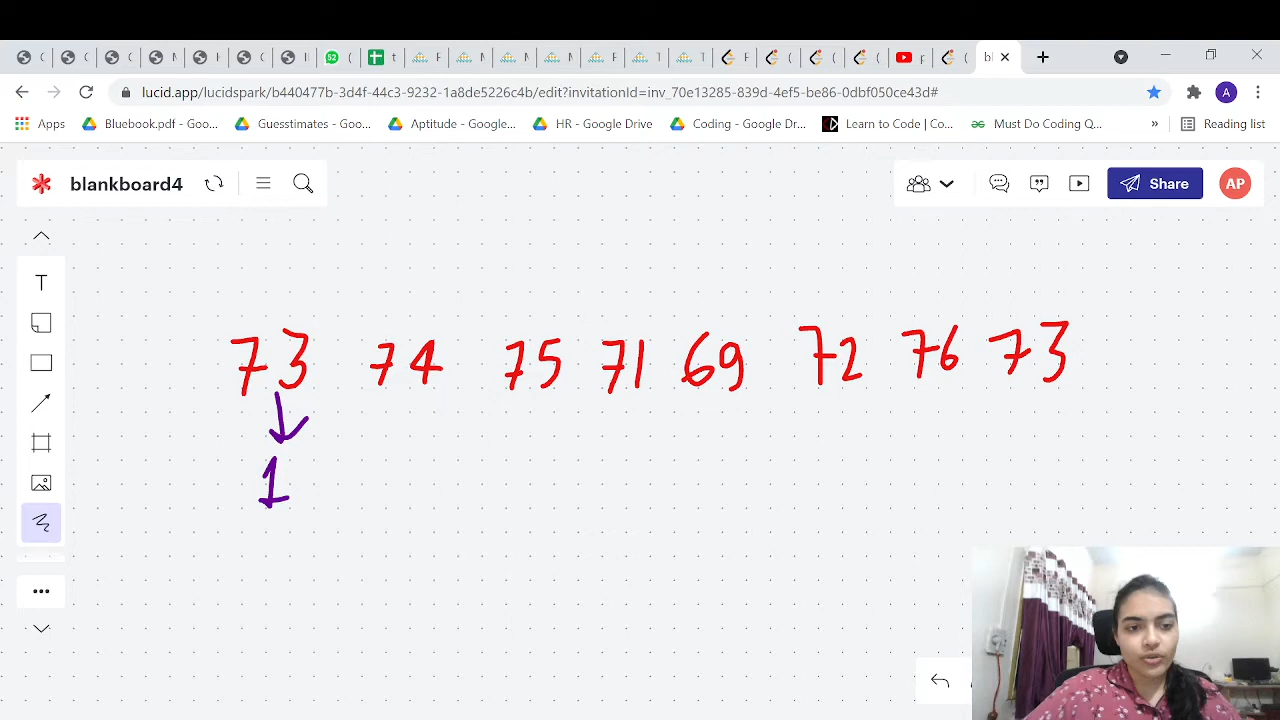 lucid.app/lucidspark/b440477b-3d4f-44c3-9232-1a8de5226c4b/edit?invitationId=inv_70e13285-839d-4ef5-be86-0dbf050ce43d#
A
Apps Bluebook.pdf - Goo... Guesstimates - Goo... Aptitude - Google... HR - Google Drive Coding - Google Dr... Learn to Code | Co... Must Do Coding Q... » Reading list
blankboard4 Share AP
T
73 74 75 71 69 72 76 73
1